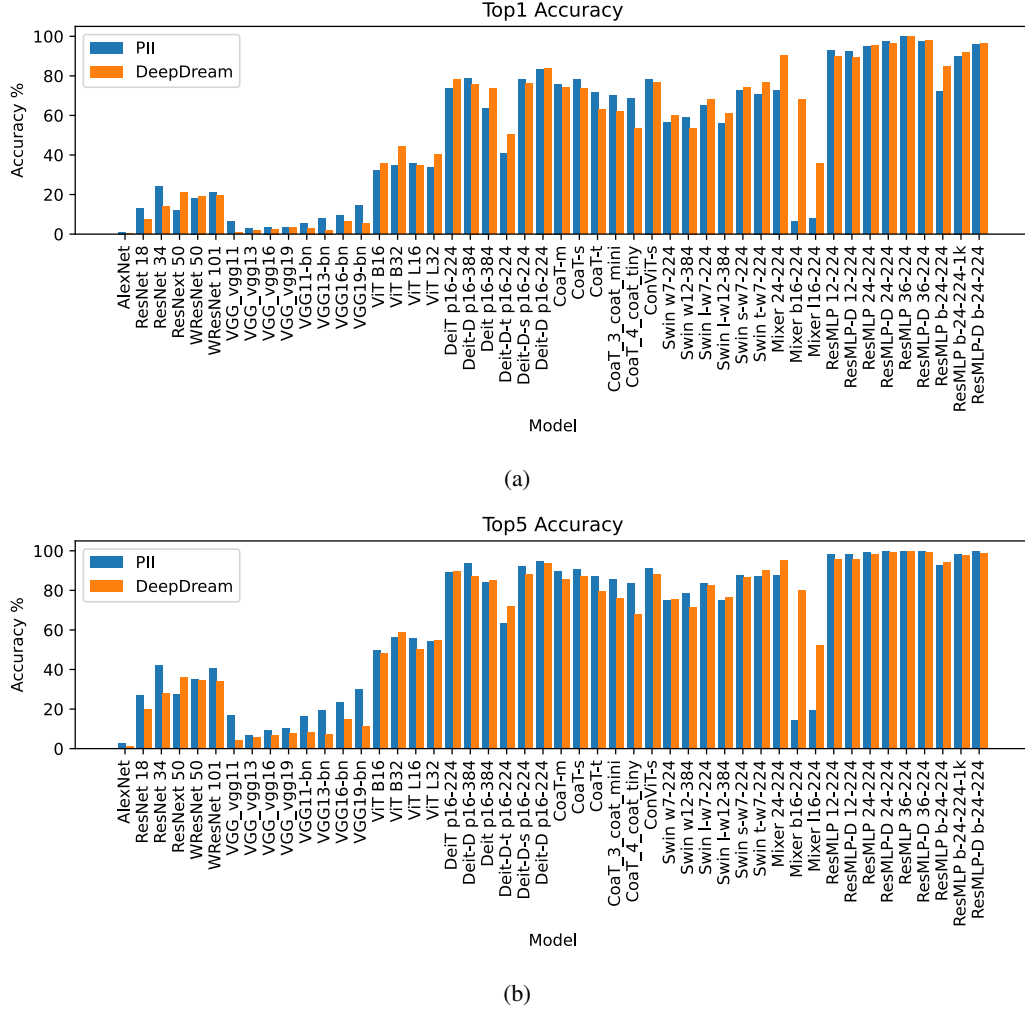 Top1 Accuracy
PII
DeepDream
Accuracy %
100
80
60
40
20
0
AlexNet
ResNet 18
ResNet 34
ResNext 50
WResNet 50
WResNet 101
VGG_vgg11
VGG_vgg13
VGG_vgg16
VGG_vgg19
VGG11-bn
VGG13-bn
VGG16-bn
VGG19-bn
ViT B16
ViT B32
ViT L16
ViT L32
DeiT p16-224
Deit-D p16-384
Deit p16-384
Deit-D-t p16-224
Deit-D-s p16-224
Deit-D p16-224
CoaT-m
CoaT-s
CoaT-t
CoaT_3_coat_mini
CoaT_4_coat_tiny
ConViT-s
Swin w7-224
Swin w12-384
Swin l-w7-224
Swin l-w12-384
Swin s-w7-224
Swin t-w7-224
Mixer 24-224
Mixer b16-224
Mixer l16-224
ResMLP 12-224
ResMLP-D 12-224
ResMLP 24-224
ResMLP-D 24-224
ResMLP 36-224
ResMLP-D 36-224
ResMLP b-24-224
ResMLP b-24-224-1k
ResMLP-D b-24-224
Model
(a)
Top5 Accuracy
PII
DeepDream
Accuracy %
100
80
60
40
20
0
AlexNet
ResNet 18
ResNet 34
ResNext 50
WResNet 50
WResNet 101
VGG_vgg11
VGG_vgg13
VGG_vgg16
VGG_vgg19
VGG11-bn
VGG13-bn
VGG16-bn
VGG19-bn
ViT B16
ViT B32
ViT L16
ViT L32
DeiT p16-224
Deit-D p16-384
Deit p16-384
Deit-D-t p16-224
Deit-D-s p16-224
Deit-D p16-224
CoaT-m
CoaT-s
CoaT-t
CoaT_3_coat_mini
CoaT_4_coat_tiny
ConViT-s
Swin w7-224
Swin w12-384
Swin l-w7-224
Swin l-w12-384
Swin s-w7-224
Swin t-w7-224
Mixer 24-224
Mixer b16-224
Mixer l16-224
ResMLP 12-224
ResMLP-D 12-224
ResMLP 24-224
ResMLP-D 24-224
ResMLP 36-224
ResMLP-D 36-224
ResMLP b-24-224
ResMLP b-24-224-1k
ResMLP-D b-24-224
Model
(b)